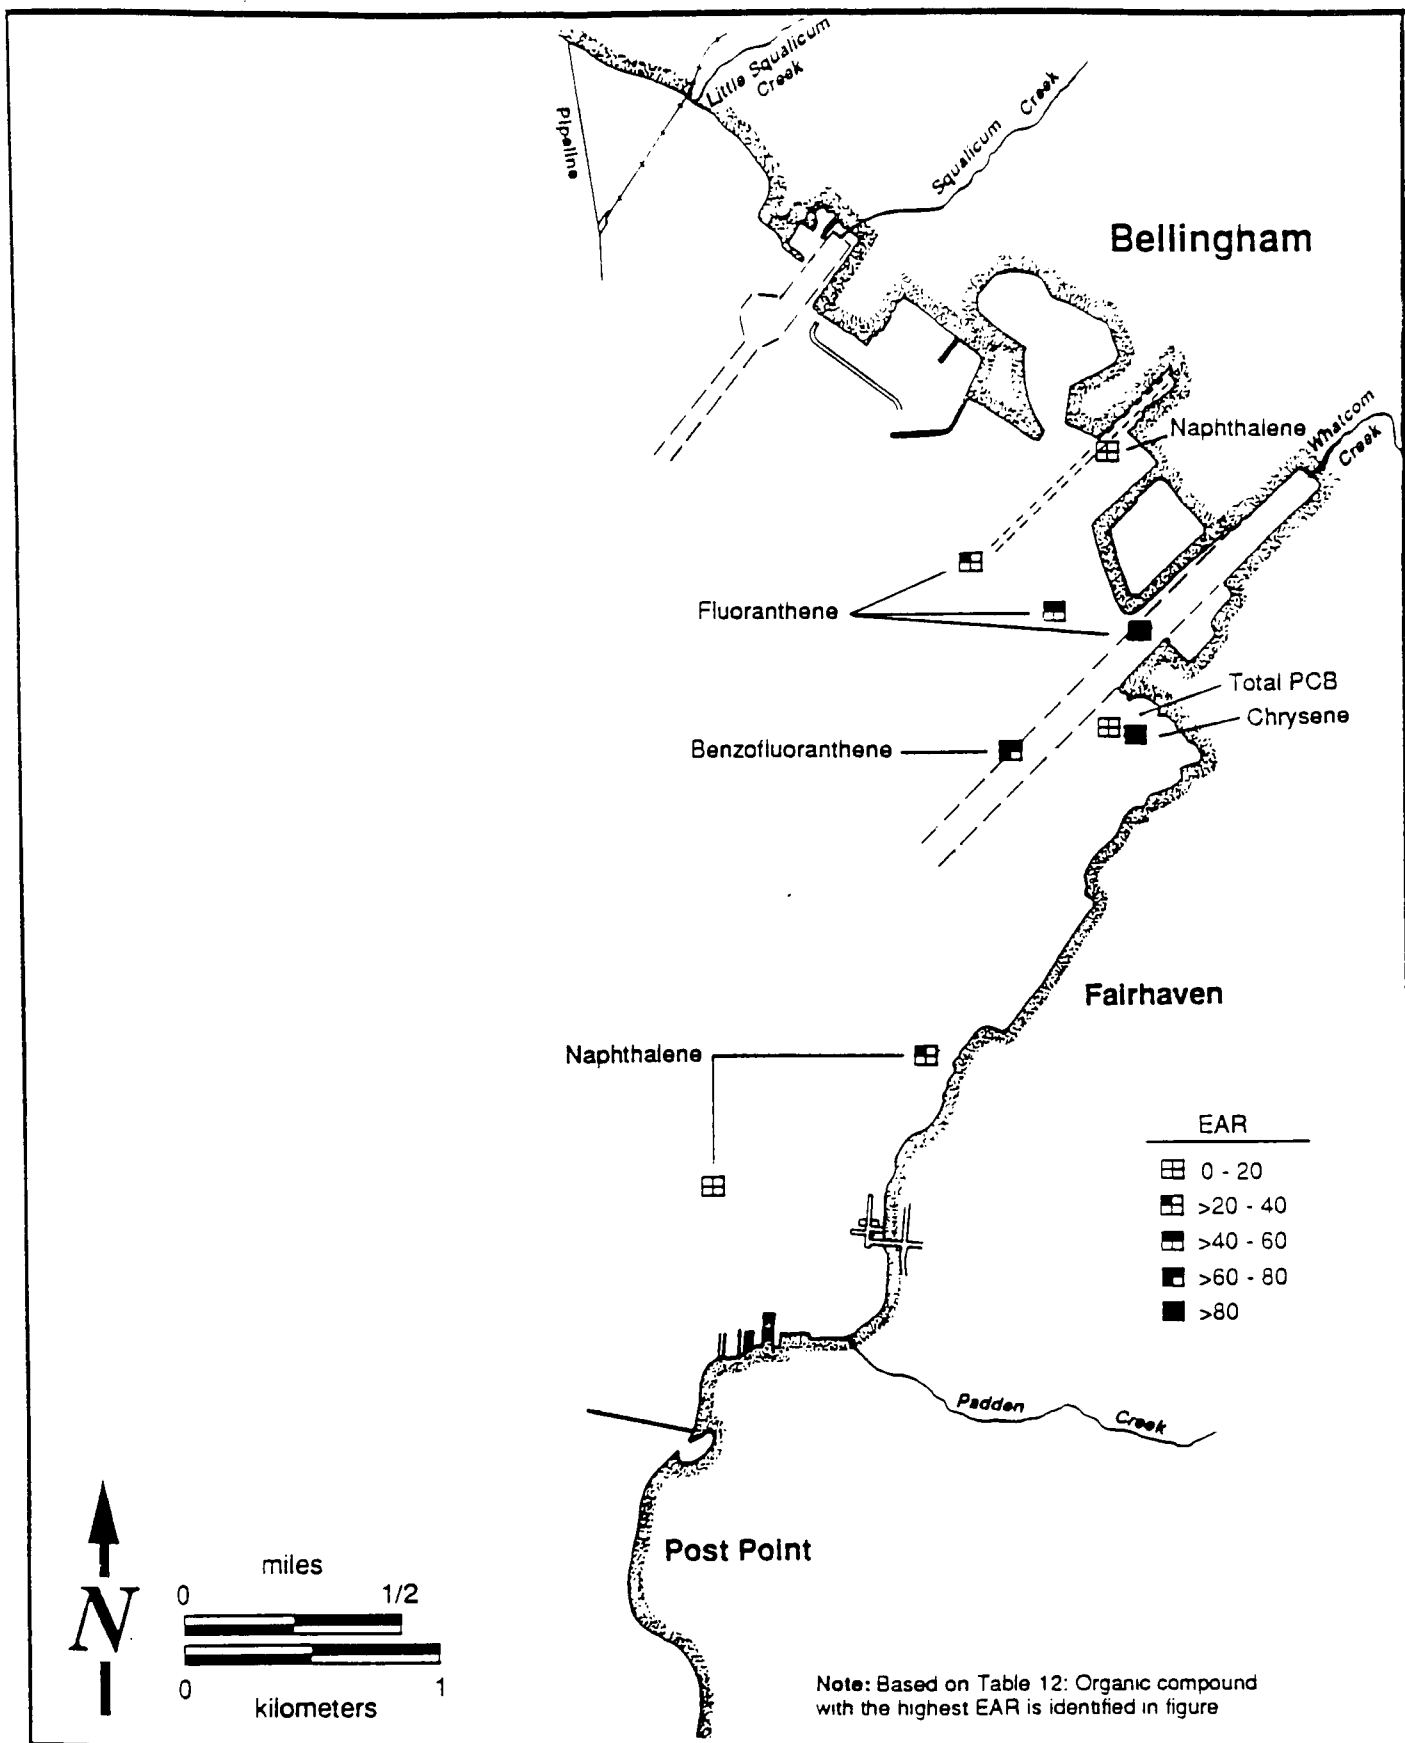 Little Squalicum
Creek
Pipeline
Squalicum Creek
Bellingham
Naphthalene
Whatcom
Creek
Fluoranthene
Total PCB
Chrysene
Benzofluoranthene
Fairhaven
Naphthalene
EAR
0 - 20
>20 - 40
>40 - 60
>60 - 80
>80
Padden Creek
Post Point
N
miles
0 1/2
0 1
kilometers
Note: Based on Table 12: Organic compound
with the highest EAR is identified in figure